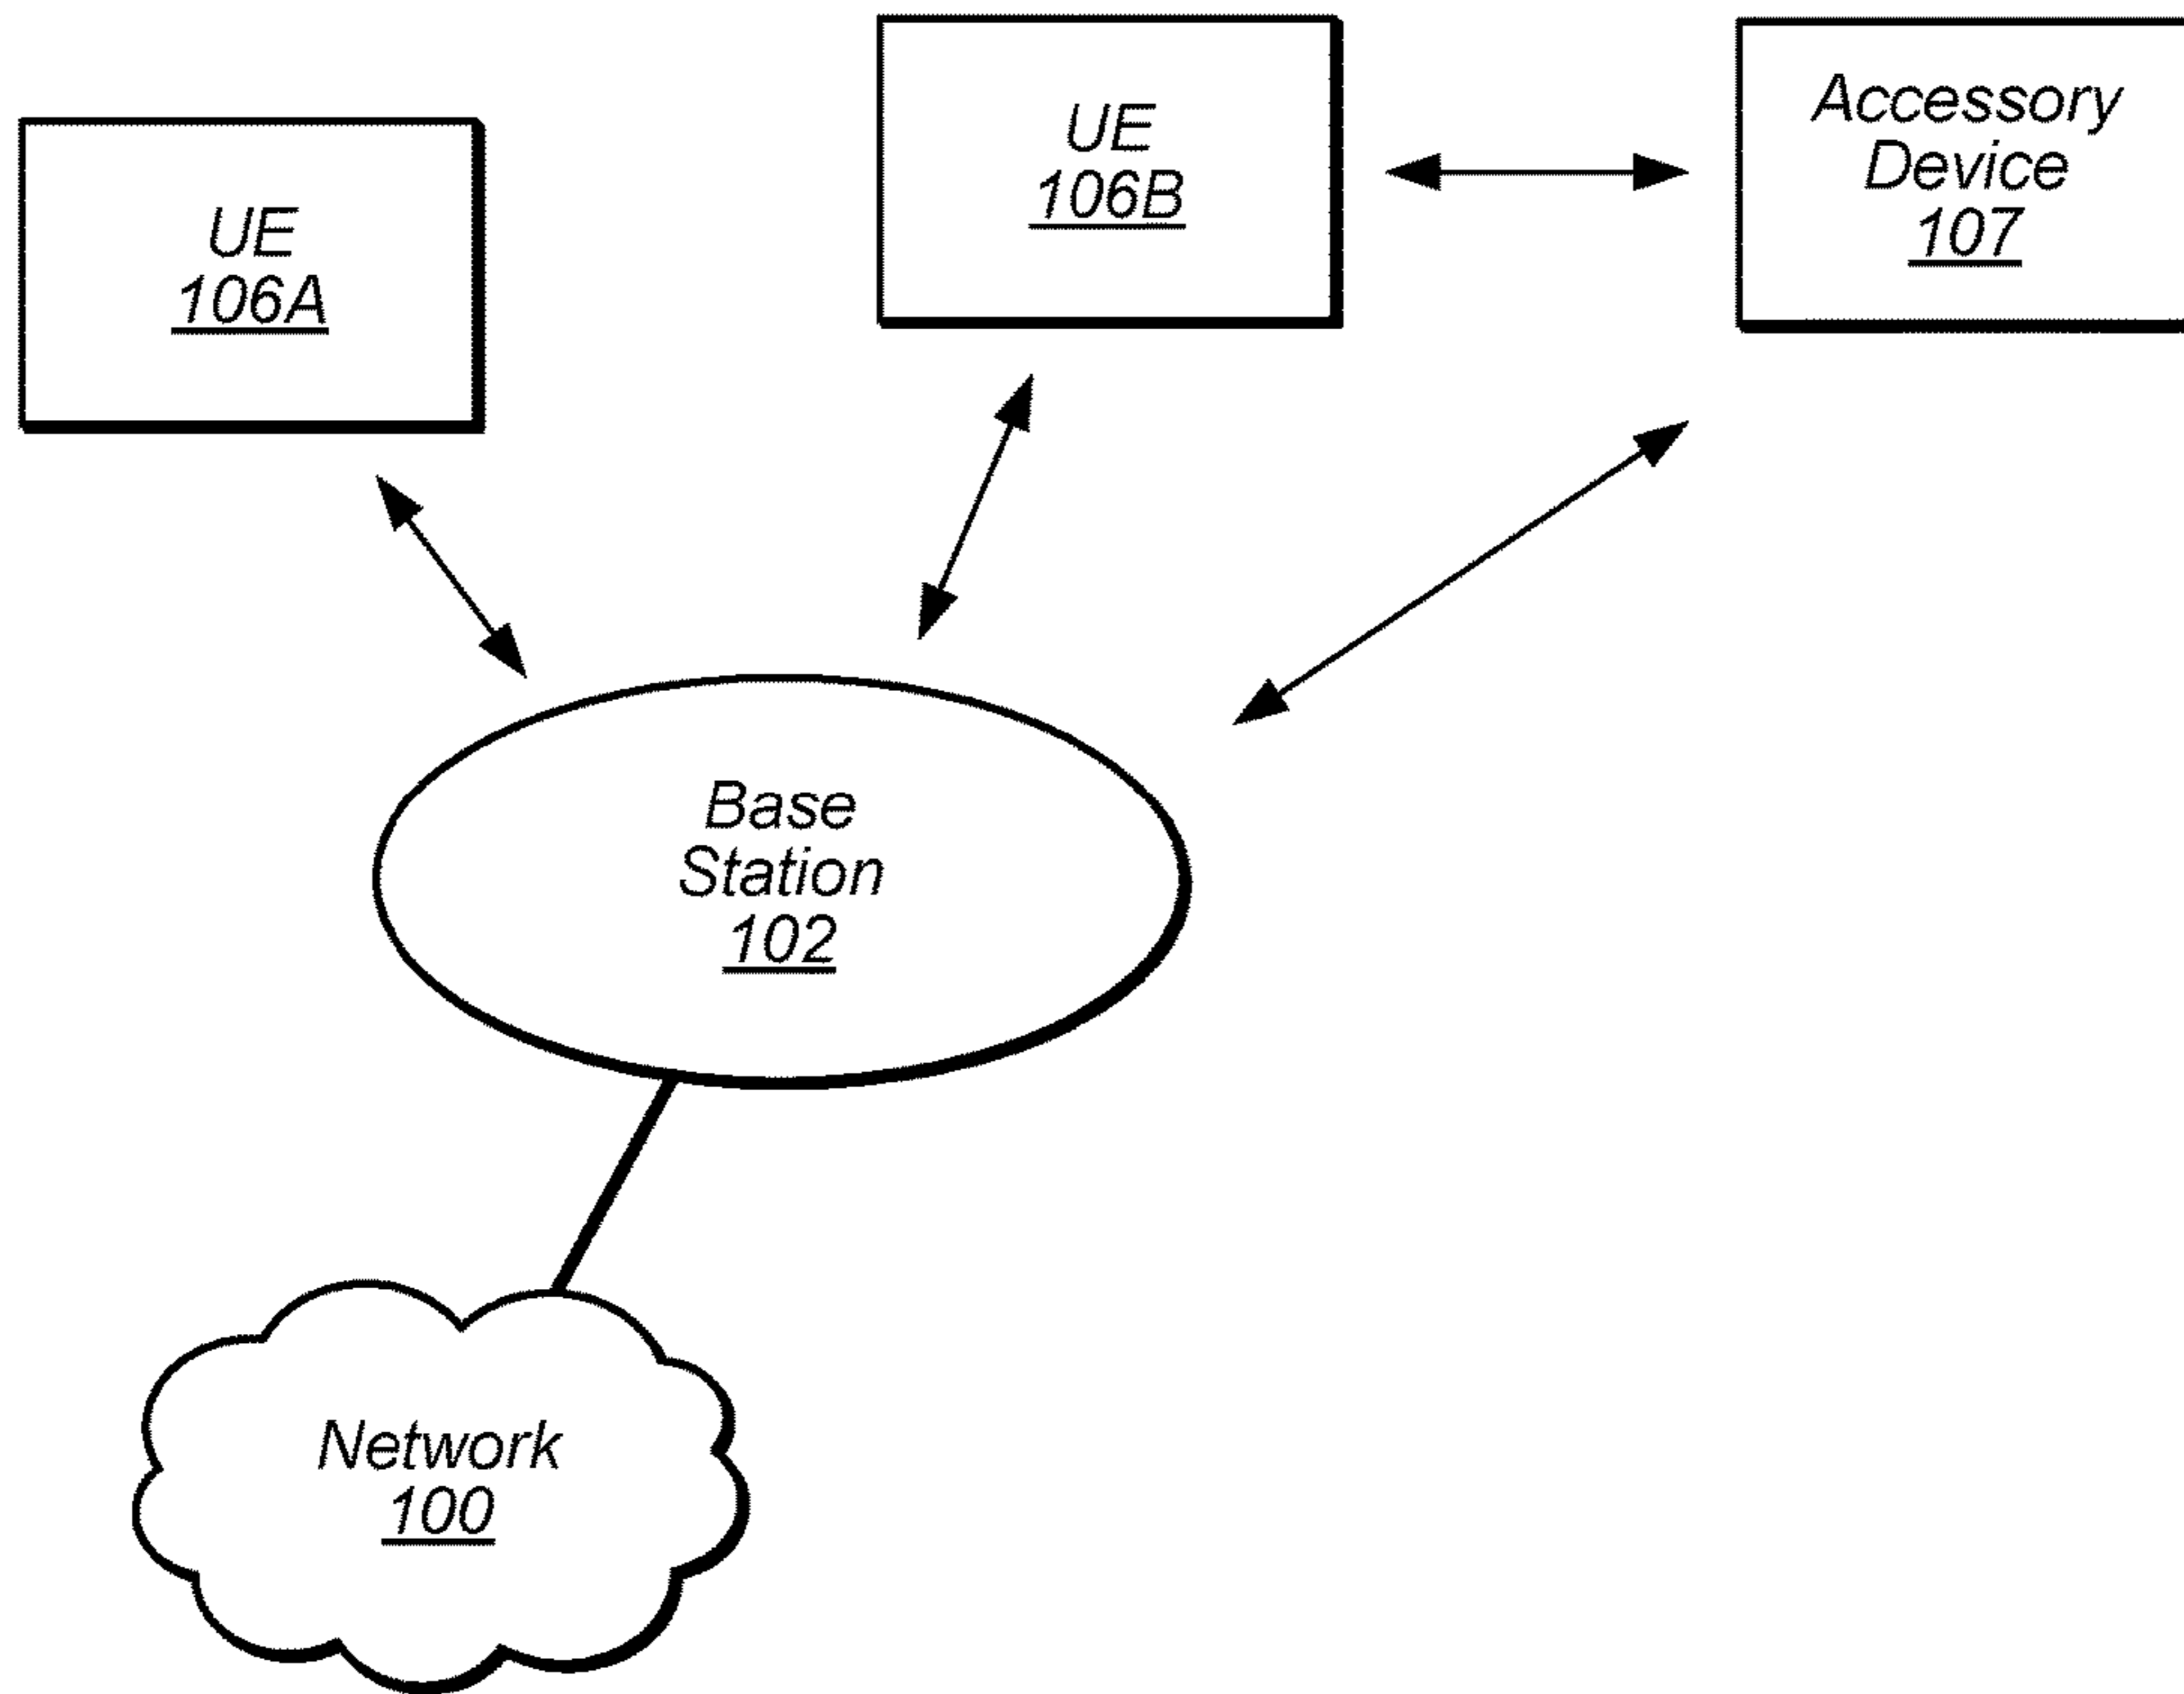 UE
106A
UE
106B
Accessory
Device
107
Base
Station
102
Network
100